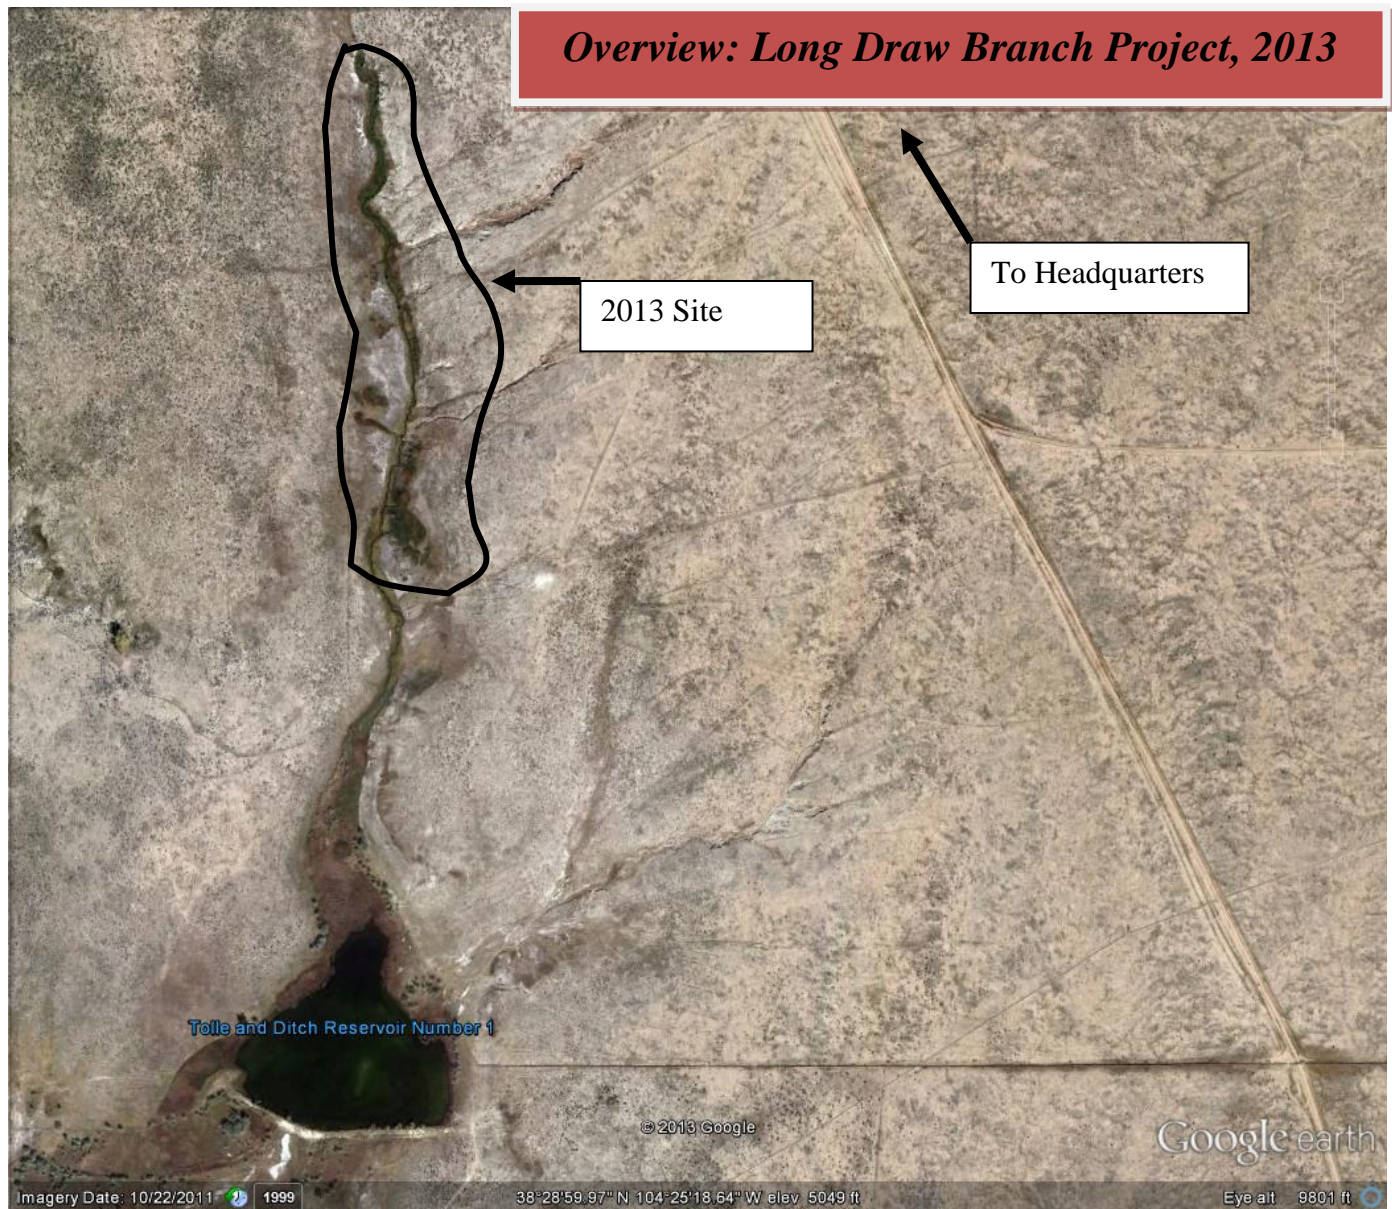 Overview: Long Draw Branch Project, 2013
To Headquarters
2013 Site
Tolle and Ditch Reservoir Number 1
© 2013 Google
Google earth
Imagery Date: 10/22/2011 1999 38°28'59.97" N 104°25'18.64" W elev 5049 ft Eye alt 9801 ft